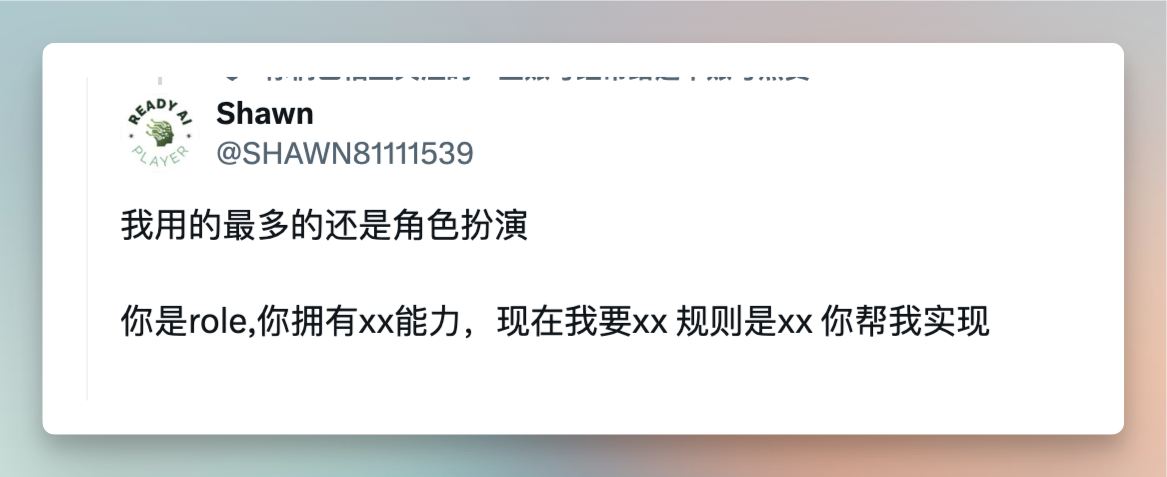 READY AI
PLAYER
Shawn
@SHAWN81111539
我用的最多的还是角色扮演
你是role,你拥有xx能力，现在我要xx 规则是xx 你帮我实现